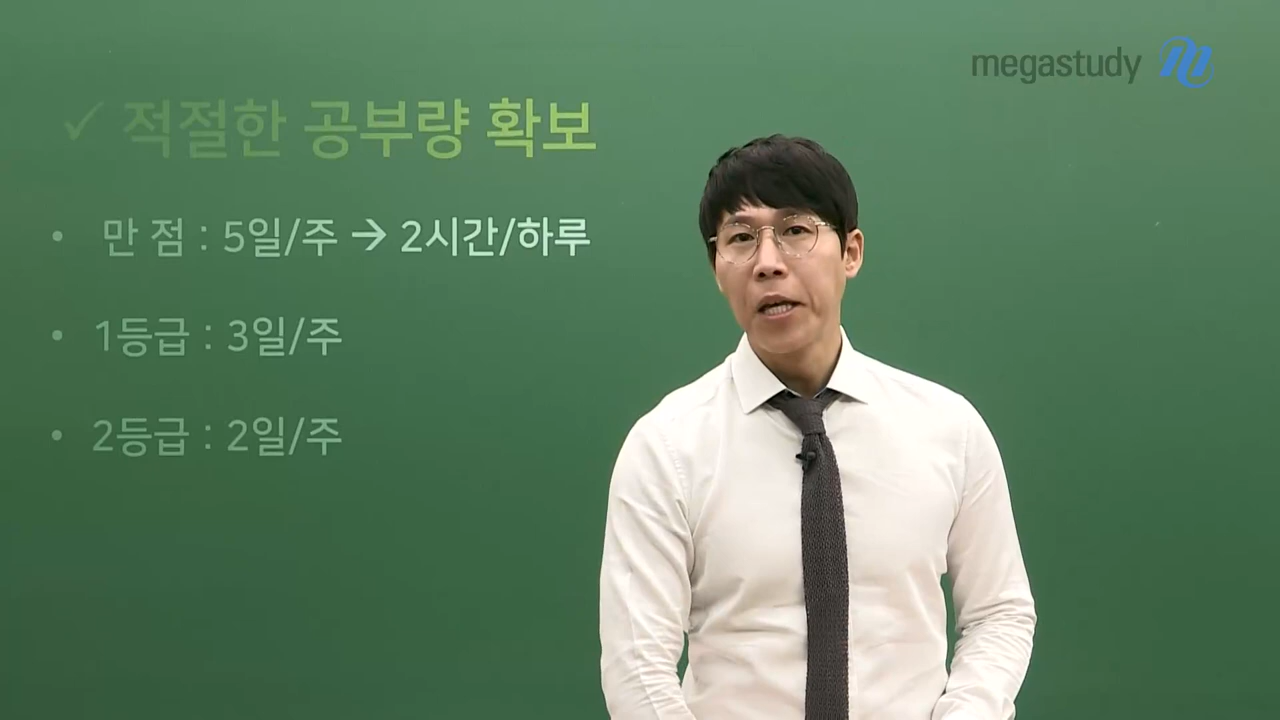 megastudy
✓ 적절한 공부량 확보
• 만 점 : 5일/주 → 2시간/하루
• 1등급 : 3일/주
• 2등급 : 2일/주